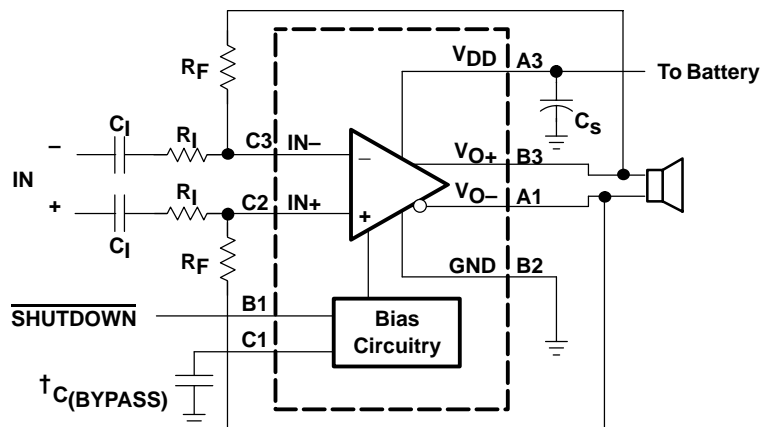 VDD A3
To Battery
RF
CS
CI
RI
C3 IN–
–
–
VO+ B3
IN
VO– A1
RI
+
C2 IN+
+
CI
RF
GND B2
SHUTDOWN
B1
Bias
Circuitry
C1
†C(BYPASS)